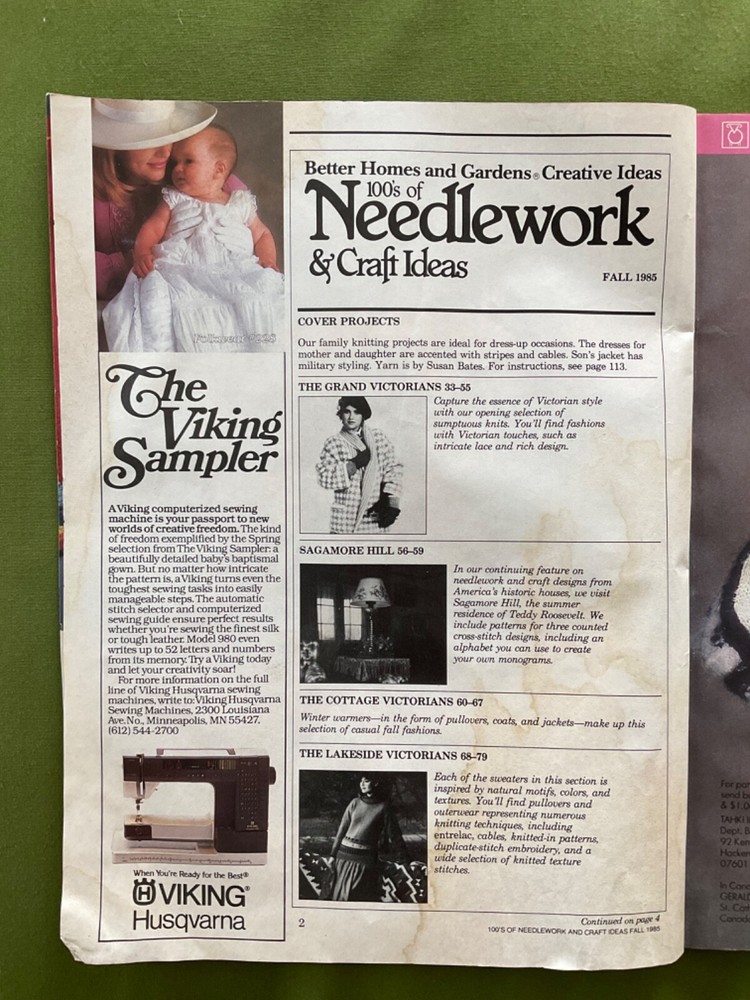 Folkwear #228
The
Viking
Sampler
A Viking computerized sewing
machine is your passport to new
worlds of creative freedom. The kind
of freedom exemplified by the Spring
selection from The Viking Sampler: a
beautifully detailed baby's baptismal
gown. But no matter how intricate
the pattern is, a Viking turns even the
toughest sewing tasks into easily
manageable steps. The automatic
stitch selector and computerized
sewing guide ensure perfect results
whether you're sewing the finest silk
or tough leather. Model 980 even
writes up to 52 letters and numbers
from its memory. Try a Viking today
and let your creativity soar!
For more information on the full
line of Viking Husqvarna sewing
machines, write to: Viking Husqvarna
Sewing Machines, 2300 Louisiana
Ave. No., Minneapolis, MN 55427.
(612) 544-2700
When You're Ready for the Best®
VIKING®
Husqvarna
Better Homes and Gardens® Creative Ideas
100's of
Needlework
& Craft Ideas
FALL 1985
COVER PROJECTS
Our family knitting projects are ideal for dress-up occasions. The dresses for
mother and daughter are accented with stripes and cables. Son's jacket has
military styling. Yarn is by Susan Bates. For instructions, see page 113.
THE GRAND VICTORIANS 33–55
Capture the essence of Victorian style
with our opening selection of
sumptuous knits. You'll find fashions
with Victorian touches, such as
intricate lace and rich design.
SAGAMORE HILL 56–59
In our continuing feature on
needlework and craft designs from
America's historic houses, we visit
Sagamore Hill, the summer
residence of Teddy Roosevelt. We
include patterns for three counted
cross-stitch designs, including an
alphabet you can use to create
your own monograms.
THE COTTAGE VICTORIANS 60–67
Winter warmers—in the form of pullovers, coats, and jackets—make up this
selection of casual fall fashions.
THE LAKESIDE VICTORIANS 68–79
Each of the sweaters in this section is
inspired by natural motifs, colors, and
textures. You'll find pullovers and
outerwear representing numerous
knitting techniques, including
entrelac, cables, knitted-in patterns,
duplicate-stitch embroidery, and a
wide selection of knitted texture
stitches.
2
Continued on page 4
100'S OF NEEDLEWORK AND CRAFT IDEAS FALL 1985
For
send
& $1.
TAHKI
Dept.
92 Ken
Hacken
07601
In Can
GERAL
St. Cat
Canad